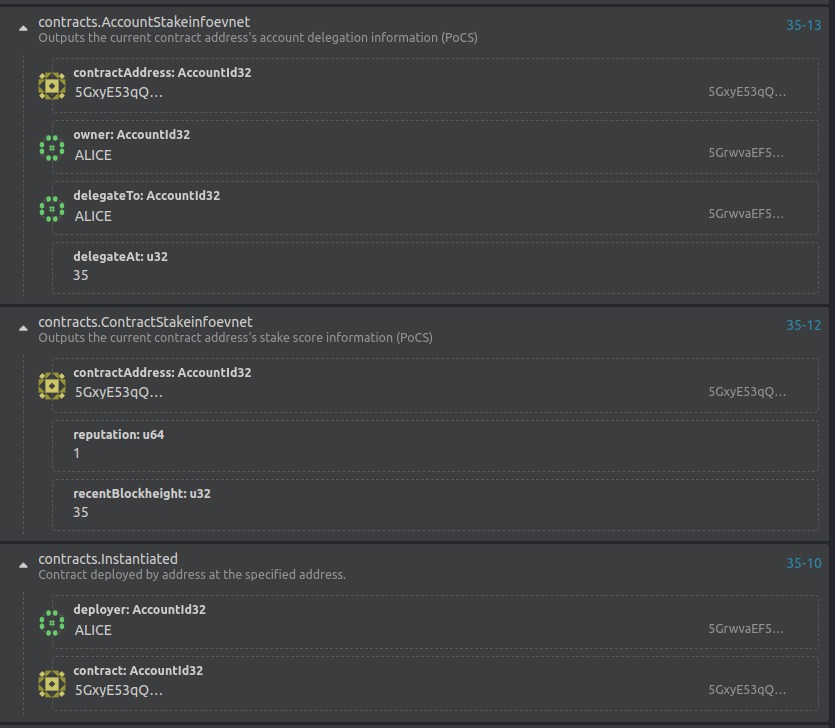 contracts.AccountStakeinfoevnet 35-13
Outputs the current contract address's account delegation information (PoCS)
contractAddress: AccountId32
5GxyE53qQ... 5GxyE53qQ...
owner: AccountId32
ALICE 5GrwvaEF5...
delegateTo: AccountId32
ALICE 5GrwvaEF5...
delegateAt: u32
35
contracts.ContractStakeinfoevnet 35-12
Outputs the current contract address's stake score information (PoCS)
contractAddress: AccountId32
5GxyE53qQ... 5GxyE53qQ...
reputation: u64
1
recentBlockheight: u32
35
contracts.Instantiated 35-10
Contract deployed by address at the specified address.
deployer: AccountId32
ALICE 5GrwvaEF5...
contract: AccountId32
5GxyE53qQ... 5GxyE53qQ...